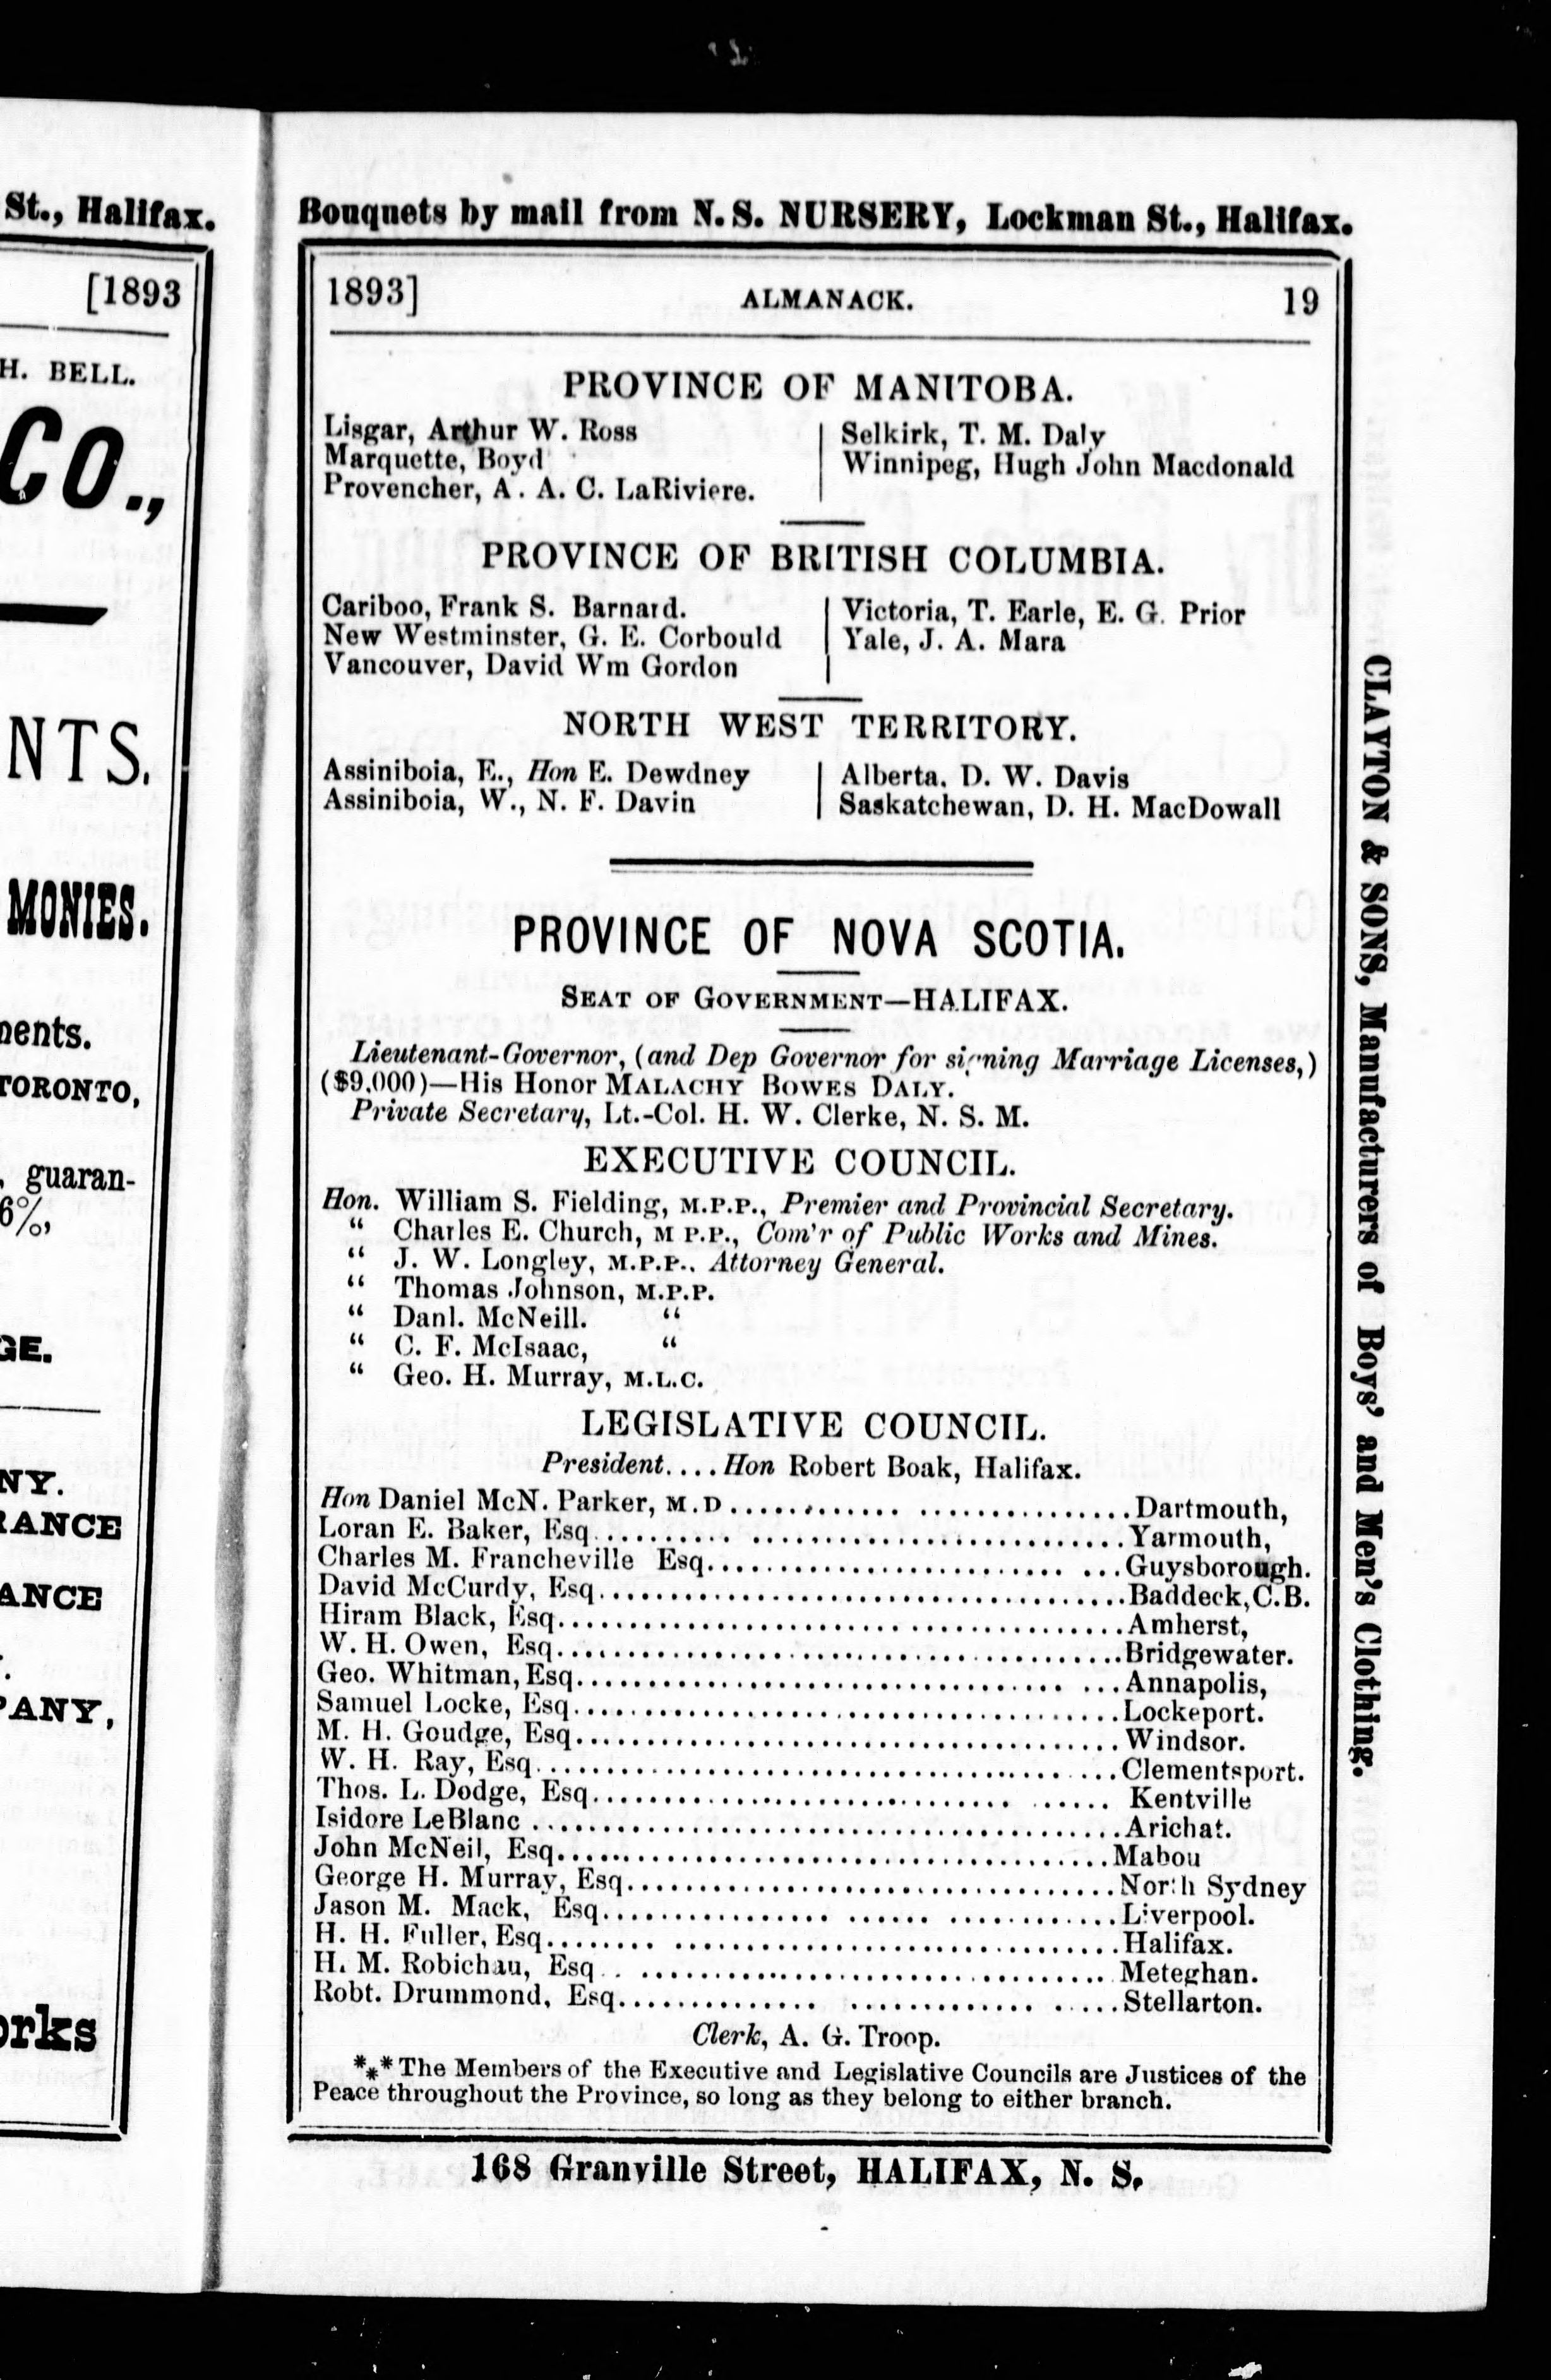 St., Halifax.
[1893
H. BELL.
CO.,
NTS.
MONIES.
TORONTO,
guaran-
6%,
GE.
NY.
ANCE
ANCE
ANY,
Bouquets by mail from N. S. NURSERY, Lockman St., Halifax.
1893] ALMANACK. 19
PROVINCE OF MANITOBA.
Lisgar, Arthur W. Ross
Marquette, Boyd
Provencher, A. A. C. LaRiviere.
Selkirk, T. M. Daly
Winnipeg, Hugh John Macdonald
PROVINCE OF BRITISH COLUMBIA.
Cariboo, Frank S. Barnard.
New Westminster, G. E. Corbould
Vancouver, David Wm Gordon
Victoria, T. Earle, E. G. Prior
Yale, J. A. Mara
NORTH WEST TERRITORY.
Assiniboia, E., Hon E. Dewdney
Assiniboia, W., N. F. Davin
Alberta. D. W. Davis
Saskatchewan, D. H. MacDowall
PROVINCE OF NOVA SCOTIA.
SEAT OF GOVERNMENT—HALIFAX.
Lieutenant-Governor, (and Dep Governor for signing Marriage Licenses,)
($9.000)—His Honor MALACHY BOWES DALY.
Private Secretary, Lt.-Col. H. W. Clerke, N. S. M.
EXECUTIVE COUNCIL.
Hon. William S. Fielding, M.P.P., Premier and Provincial Secretary.
“ Charles E. Church, M P.P., Com'r of Public Works and Mines.
“ J. W. Longley, M.P.P.. Attorney General.
“ Thomas Johnson, M.P.P.
“ Danl. McNeill. “
“ C. F. McIsaac, “
“ Geo. H. Murray, M.L.C.
LEGISLATIVE COUNCIL.
President....Hon Robert Boak, Halifax.
Hon Daniel McN. Parker, M.D..............................Dartmouth,
Loran E. Baker, Esq..............................Yarmouth,
Charles M. Francheville Esq..............................Guysborough.
David McCurdy, Esq..............................Baddeck, C.B.
Hiram Black, Esq..............................Amherst,
W. H. Owen, Esq..............................Bridgewater.
Geo. Whitman, Esq..............................Annapolis,
Samuel Locke, Esq..............................Lockeport.
M. H. Goudge, Esq..............................Windsor.
W. H. Ray, Esq..............................Clementsport.
Thos. L. Dodge, Esq.............................. Kentville
Isidore LeBlanc..............................Arichat.
John McNeil, Esq..............................Mabou
George H. Murray, Esq..............................North Sydney
Jason M. Mack, Esq..............................Liverpool.
H. H. Fuller, Esq..............................Halifax.
H. M. Robichau, Esq.............................. Meteghan.
Robt. Drummond, Esq..............................Stellarton.
Clerk, A. G. Troop.
*** The Members of the Executive and Legislative Councils are Justices of the
Peace throughout the Province, so long as they belong to either branch.
168 Granville Street, HALIFAX, N. S.
CLAYTON & SONS, Manufacturers of Boys' and Men's Clothing.